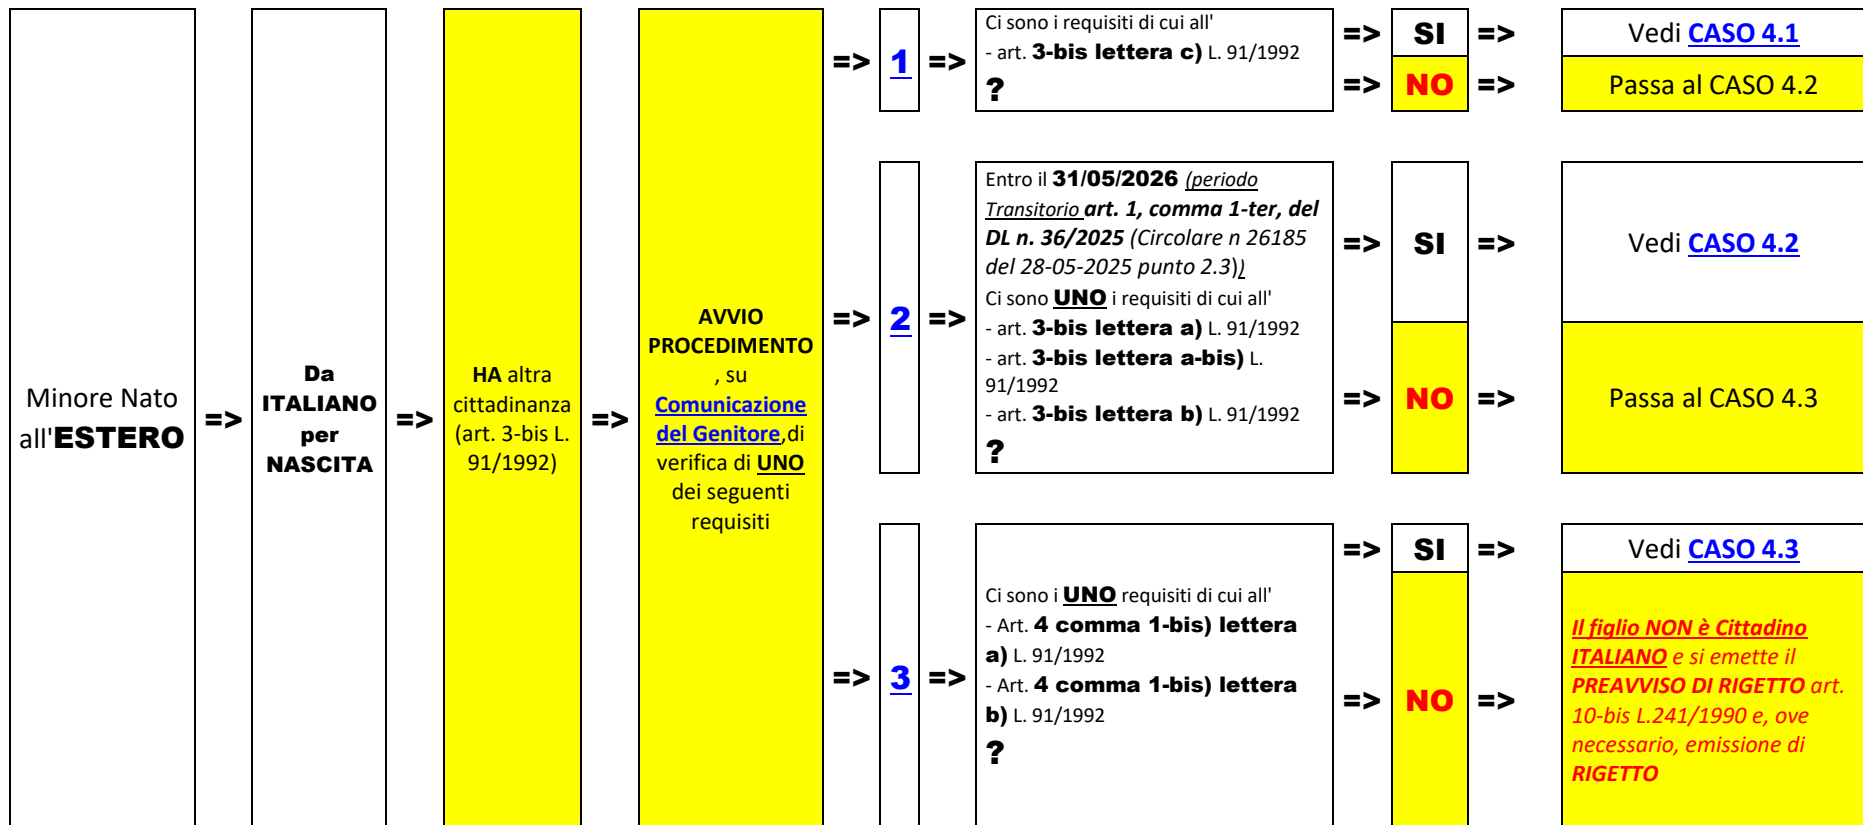 Minore Nato
all'ESTERO
=>
Da
ITALIANO
per
NASCITA
=>
HA altra
cittadinanza
(art. 3-bis L.
91/1992)
=>
AVVIO
PROCEDIMENTO
, su
Comunicazione
del Genitore,di
verifica di UNO
dei seguenti
requisiti
=> 1 =>
Ci sono i requisiti di cui all'
- art. 3-bis lettera c) L. 91/1992
?
=> SI => Vedi CASO 4.1
=> NO => Passa al CASO 4.2
=> 2 =>
Entro il 31/05/2026 (periodo
Transitorio art. 1, comma 1-ter, del
DL n. 36/2025 (Circolare n 26185
del 28-05-2025 punto 2.3))
Ci sono UNO i requisiti di cui all'
- art. 3-bis lettera a) L. 91/1992
- art. 3-bis lettera a-bis) L.
91/1992
- art. 3-bis lettera b) L. 91/1992
?
=> SI => Vedi CASO 4.2
=> NO => Passa al CASO 4.3
=> 3 =>
Ci sono i UNO requisiti di cui all'
- Art. 4 comma 1-bis) lettera
a) L. 91/1992
- Art. 4 comma 1-bis) lettera
b) L. 91/1992
?
=> SI => Vedi CASO 4.3
=> NO =>
Il figlio NON è Cittadino
ITALIANO e si emette il
PREAVVISO DI RIGETTO art.
10-bis L.241/1990 e, ove
necessario, emissione di
RIGETTO